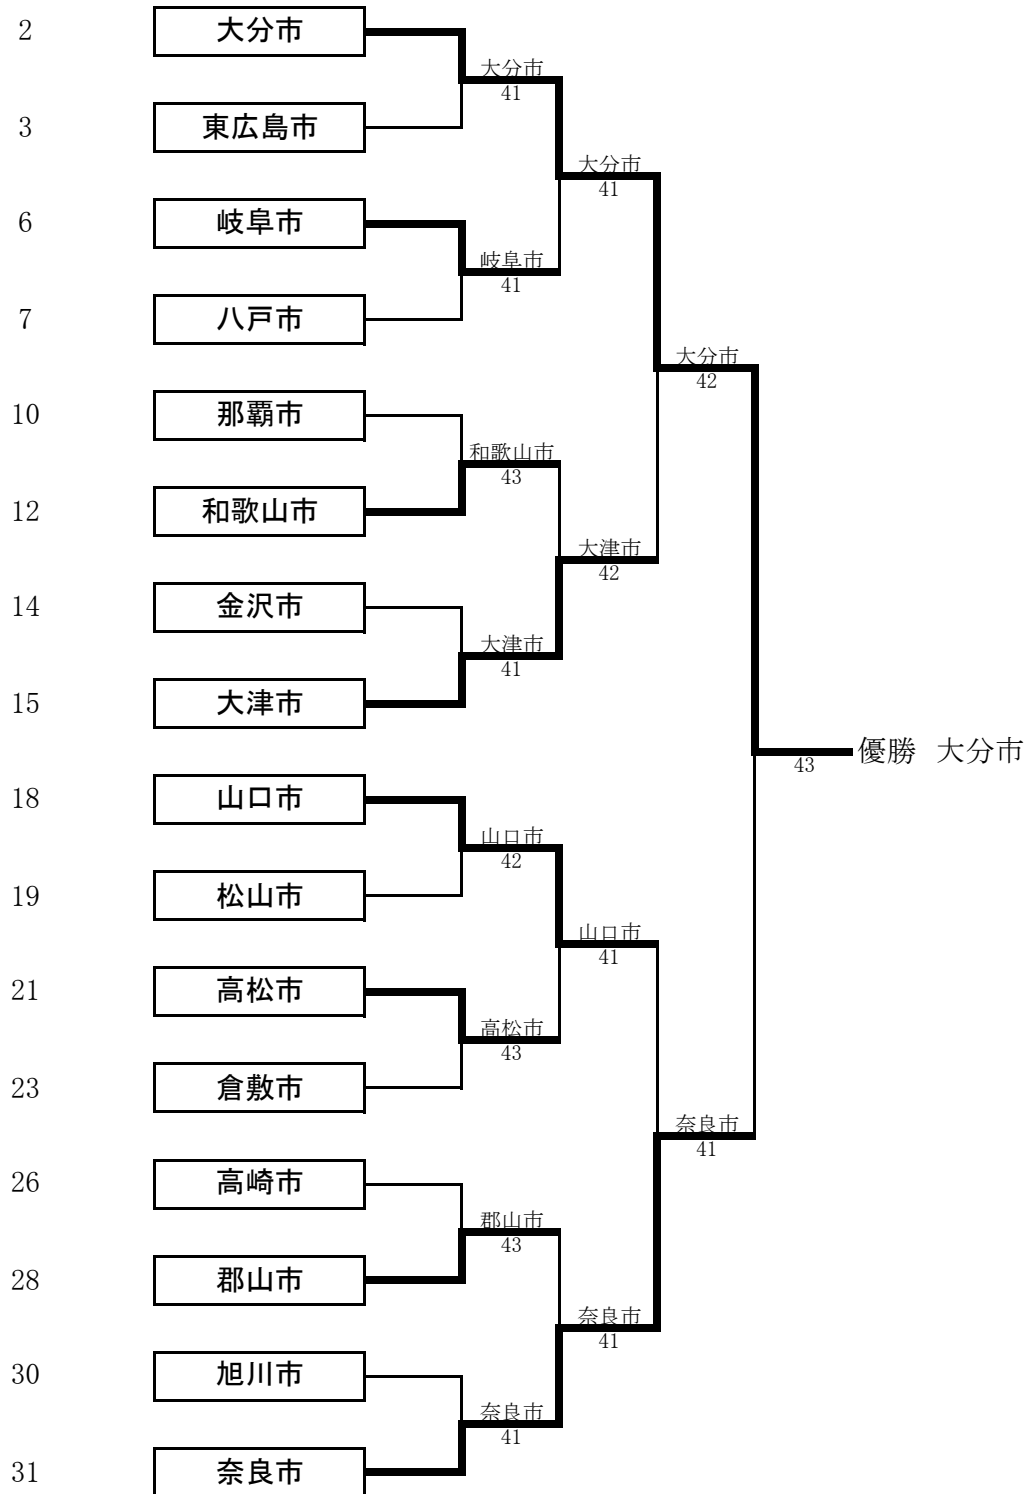 2 大分市
大分市
41
3 東広島市
大分市
41
6 岐阜市
岐阜市
41
7 八戸市
大分市
42
10 那覇市
和歌山市
43
12 和歌山市
大津市
42
14 金沢市
大津市
41
15 大津市
優勝 大分市
43
18 山口市
山口市
42
19 松山市
山口市
41
21 高松市
高松市
43
23 倉敷市
奈良市
41
26 高崎市
郡山市
43
28 郡山市
奈良市
41
30 旭川市
奈良市
41
31 奈良市